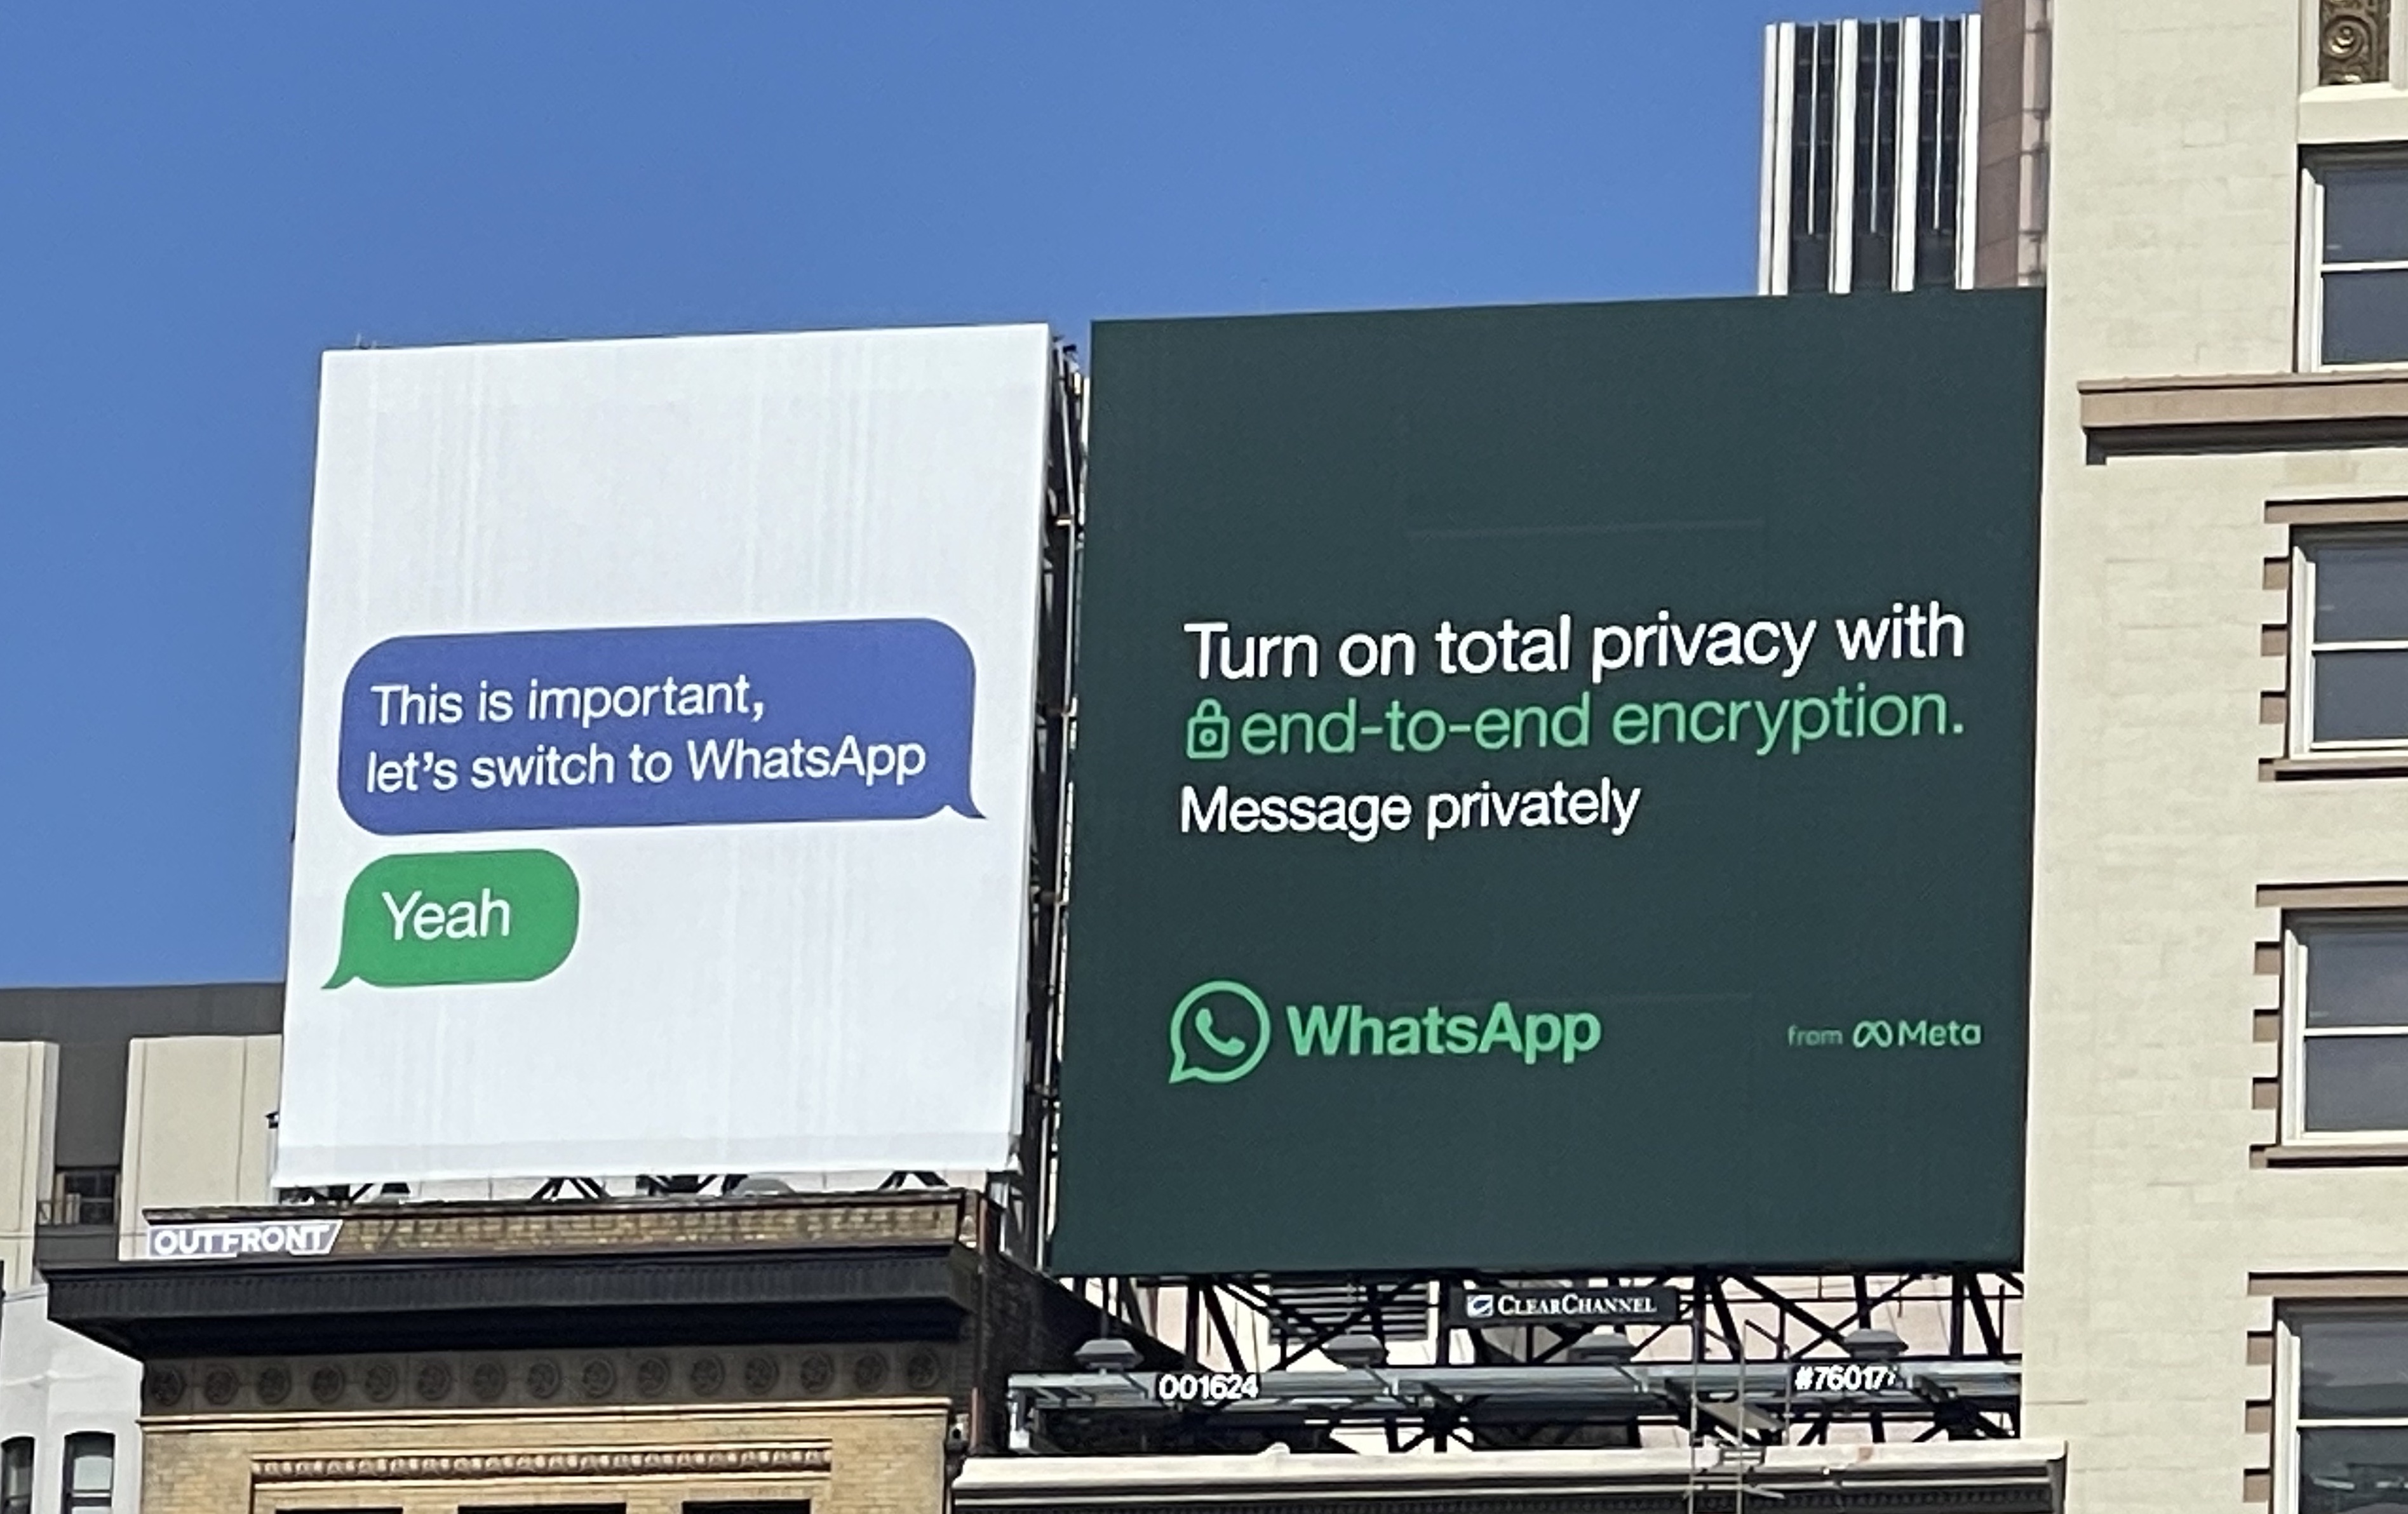 This is important,
let's switch to WhatsApp
Yeah
Turn on total privacy with
end-to-end encryption.
Message privately
WhatsApp
from Meta
OUTFRONT
CLEARCHANNEL
001624
#76017